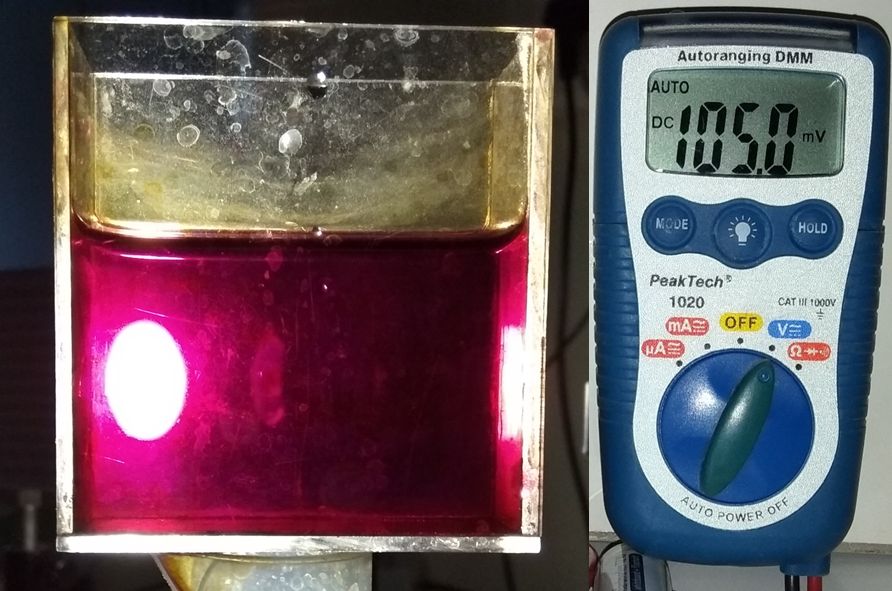 Autoranging DMM
AUTO
DC 105.0 mV
MODE
HOLD
PeakTech®
1020
CAT III 1000V
mA
OFF
V
µA
Ω
AUTO POWER OFF